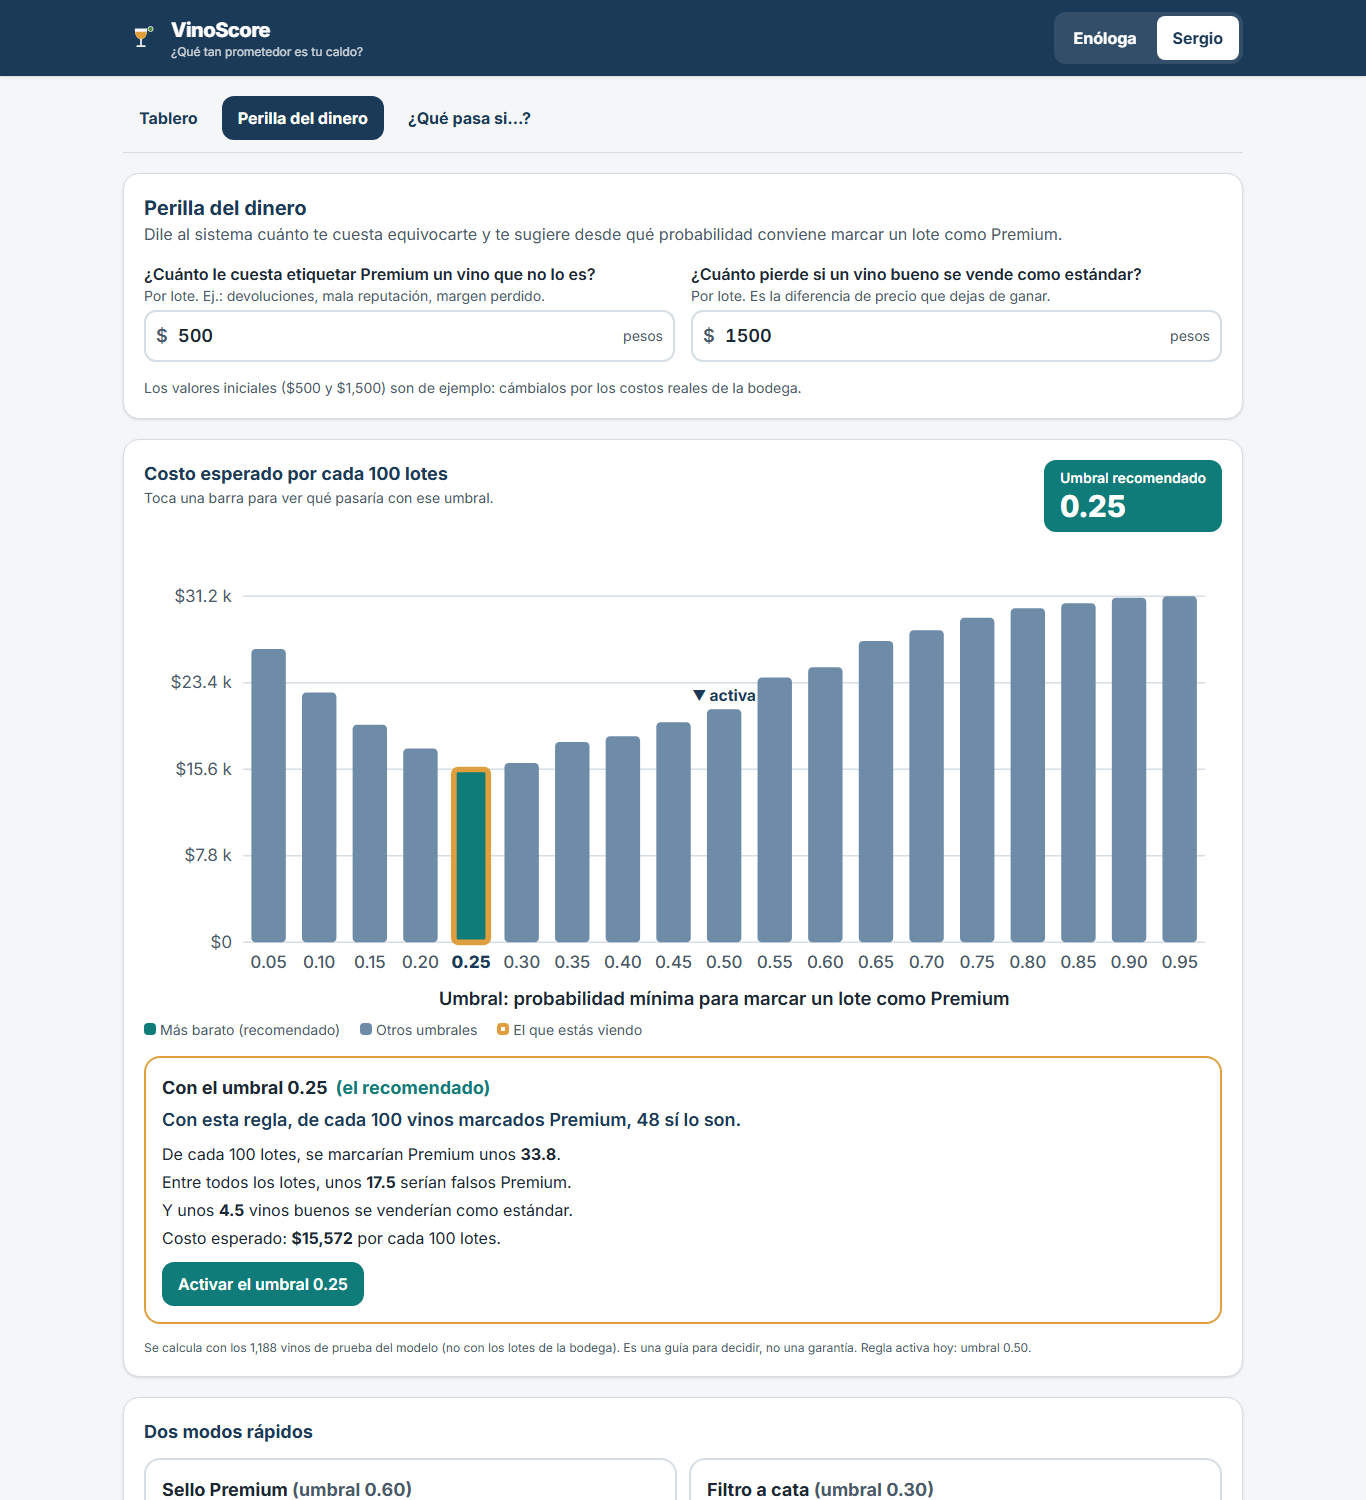 VinoScore
¿Qué tan prometedor es tu caldo?
Enóloga
Sergio
Tablero
Perilla del dinero
¿Qué pasa si...?
Perilla del dinero
Dile al sistema cuánto te cuesta equivocarte y te sugiere desde qué probabilidad conviene marcar un lote como Premium.
¿Cuánto le cuesta etiquetar Premium un vino que no lo es?
Por lote. Ej.: devoluciones, mala reputación, margen perdido.
$ 500 pesos
¿Cuánto pierde si un vino bueno se vende como estándar?
Por lote. Es la diferencia de precio que dejas de ganar.
$ 1500 pesos
Los valores iniciales ($500 y $1,500) son de ejemplo: cámbialos por los costos reales de la bodega.
Costo esperado por cada 100 lotes
Toca una barra para ver qué pasaría con ese umbral.
Umbral recomendado
0.25
$31.2 k
$23.4 k
▼ activa
$15.6 k
$7.8 k
$0
0.05 0.10 0.15 0.20 0.25 0.30 0.35 0.40 0.45 0.50 0.55 0.60 0.65 0.70 0.75 0.80 0.85 0.90 0.95
Umbral: probabilidad mínima para marcar un lote como Premium
Más barato (recomendado) Otros umbrales El que estás viendo
Con el umbral 0.25 (el recomendado)
Con esta regla, de cada 100 vinos marcados Premium, 48 sí lo son.
De cada 100 lotes, se marcarían Premium unos 33.8.
Entre todos los lotes, unos 17.5 serían falsos Premium.
Y unos 4.5 vinos buenos se venderían como estándar.
Costo esperado: $15,572 por cada 100 lotes.
Activar el umbral 0.25
Se calcula con los 1,188 vinos de prueba del modelo (no con los lotes de la bodega). Es una guía para decidir, no una garantía. Regla activa hoy: umbral 0.50.
Dos modos rápidos
Sello Premium (umbral 0.60)
Filtro a cata (umbral 0.30)